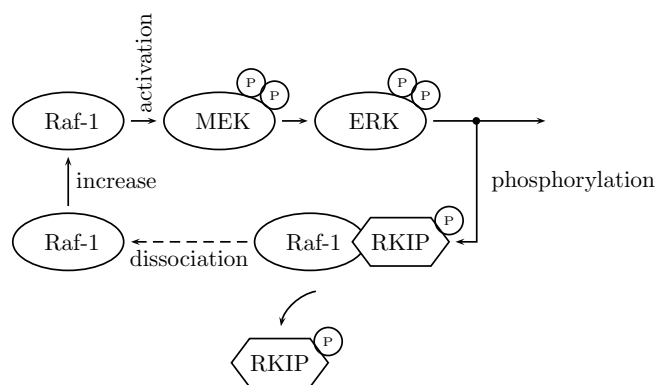 activation
P
P
P
P
Raf-1
MEK
ERK
increase
phosphorylation
P
Raf-1
Raf-1
RKIP
dissociation
P
RKIP